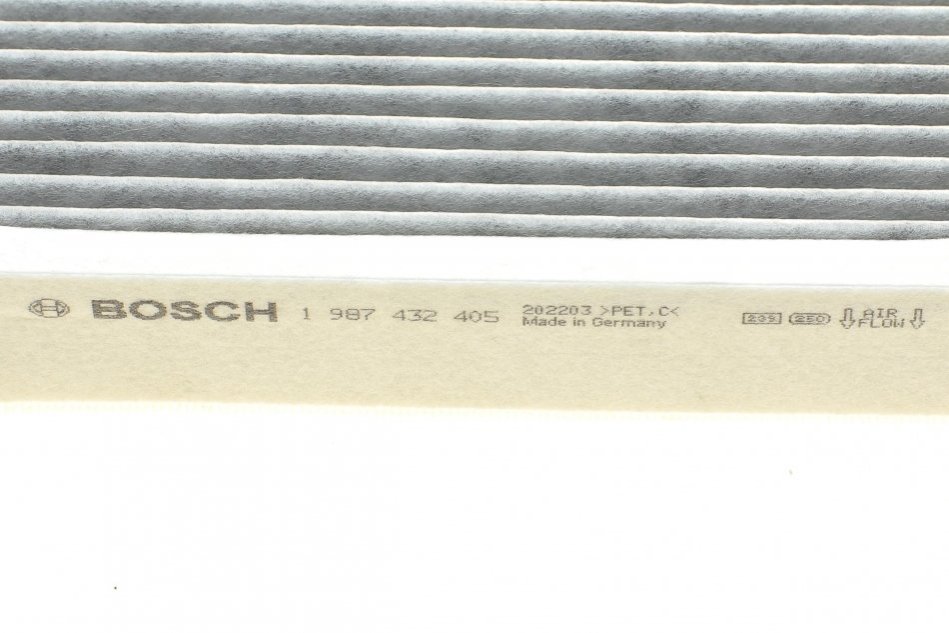 BOSCH 1 987 432 405
202203 >PET,C<
Made in Germany
AIR
FLOW